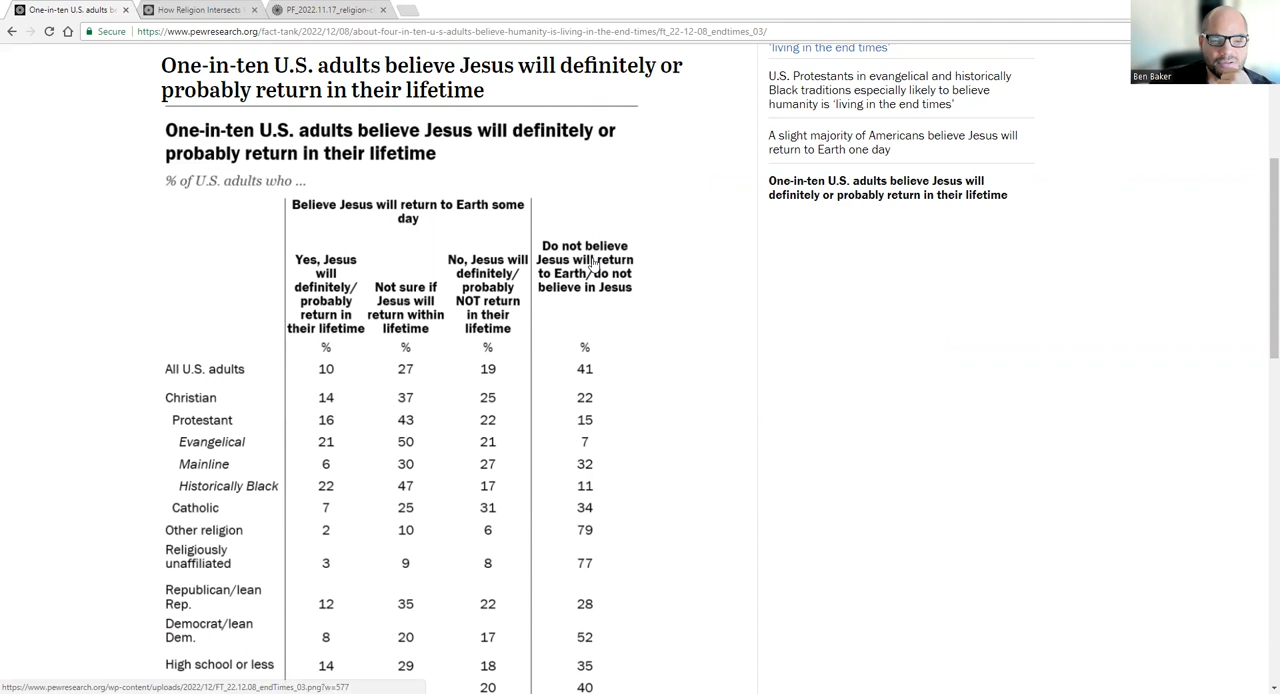 One-in-ten U.S. adults b
How Religion Intersects
PF_2022.11.17_religion-c
Secure
https://www.pewresearch.org/fact-tank/2022/12/08/about-four-in-ten-u-s-adults-believe-humanity-is-living-in-the-end-times/ft_22-12-08_endtimes_03/
Ben Baker
One-in-ten U.S. adults believe Jesus will definitely or
probably return in their lifetime
One-in-ten U.S. adults believe Jesus will definitely or
probably return in their lifetime
% of U.S. adults who ...
Believe Jesus will return to Earth some
day
Yes, Jesus
will
definitely/
probably
return in
their lifetime
Not sure if
Jesus will
return within
lifetime
No, Jesus will
definitely/
probably
NOT return
in their
lifetime
Do not believe
Jesus will return
to Earth/do not
believe in Jesus
% % % %
All U.S. adults 10 27 19 41
Christian 14 37 25 22
Protestant 16 43 22 15
Evangelical 21 50 21 7
Mainline 6 30 27 32
Historically Black 22 47 17 11
Catholic 7 25 31 34
Other religion 2 10 6 79
Religiously
unaffiliated 3 9 8 77
Republican/lean
Rep. 12 35 22 28
Democrat/lean
Dem. 8 20 17 52
High school or less 14 29 18 35
20 40
'living in the end times'
U.S. Protestants in evangelical and historically
Black traditions especially likely to believe
humanity is ‘living in the end times’
A slight majority of Americans believe Jesus will
return to Earth one day
One-in-ten U.S. adults believe Jesus will
definitely or probably return in their lifetime
https://www.pewresearch.org/wp-content/uploads/2022/12/FT_22.12.08_endTimes_03.png?w=577